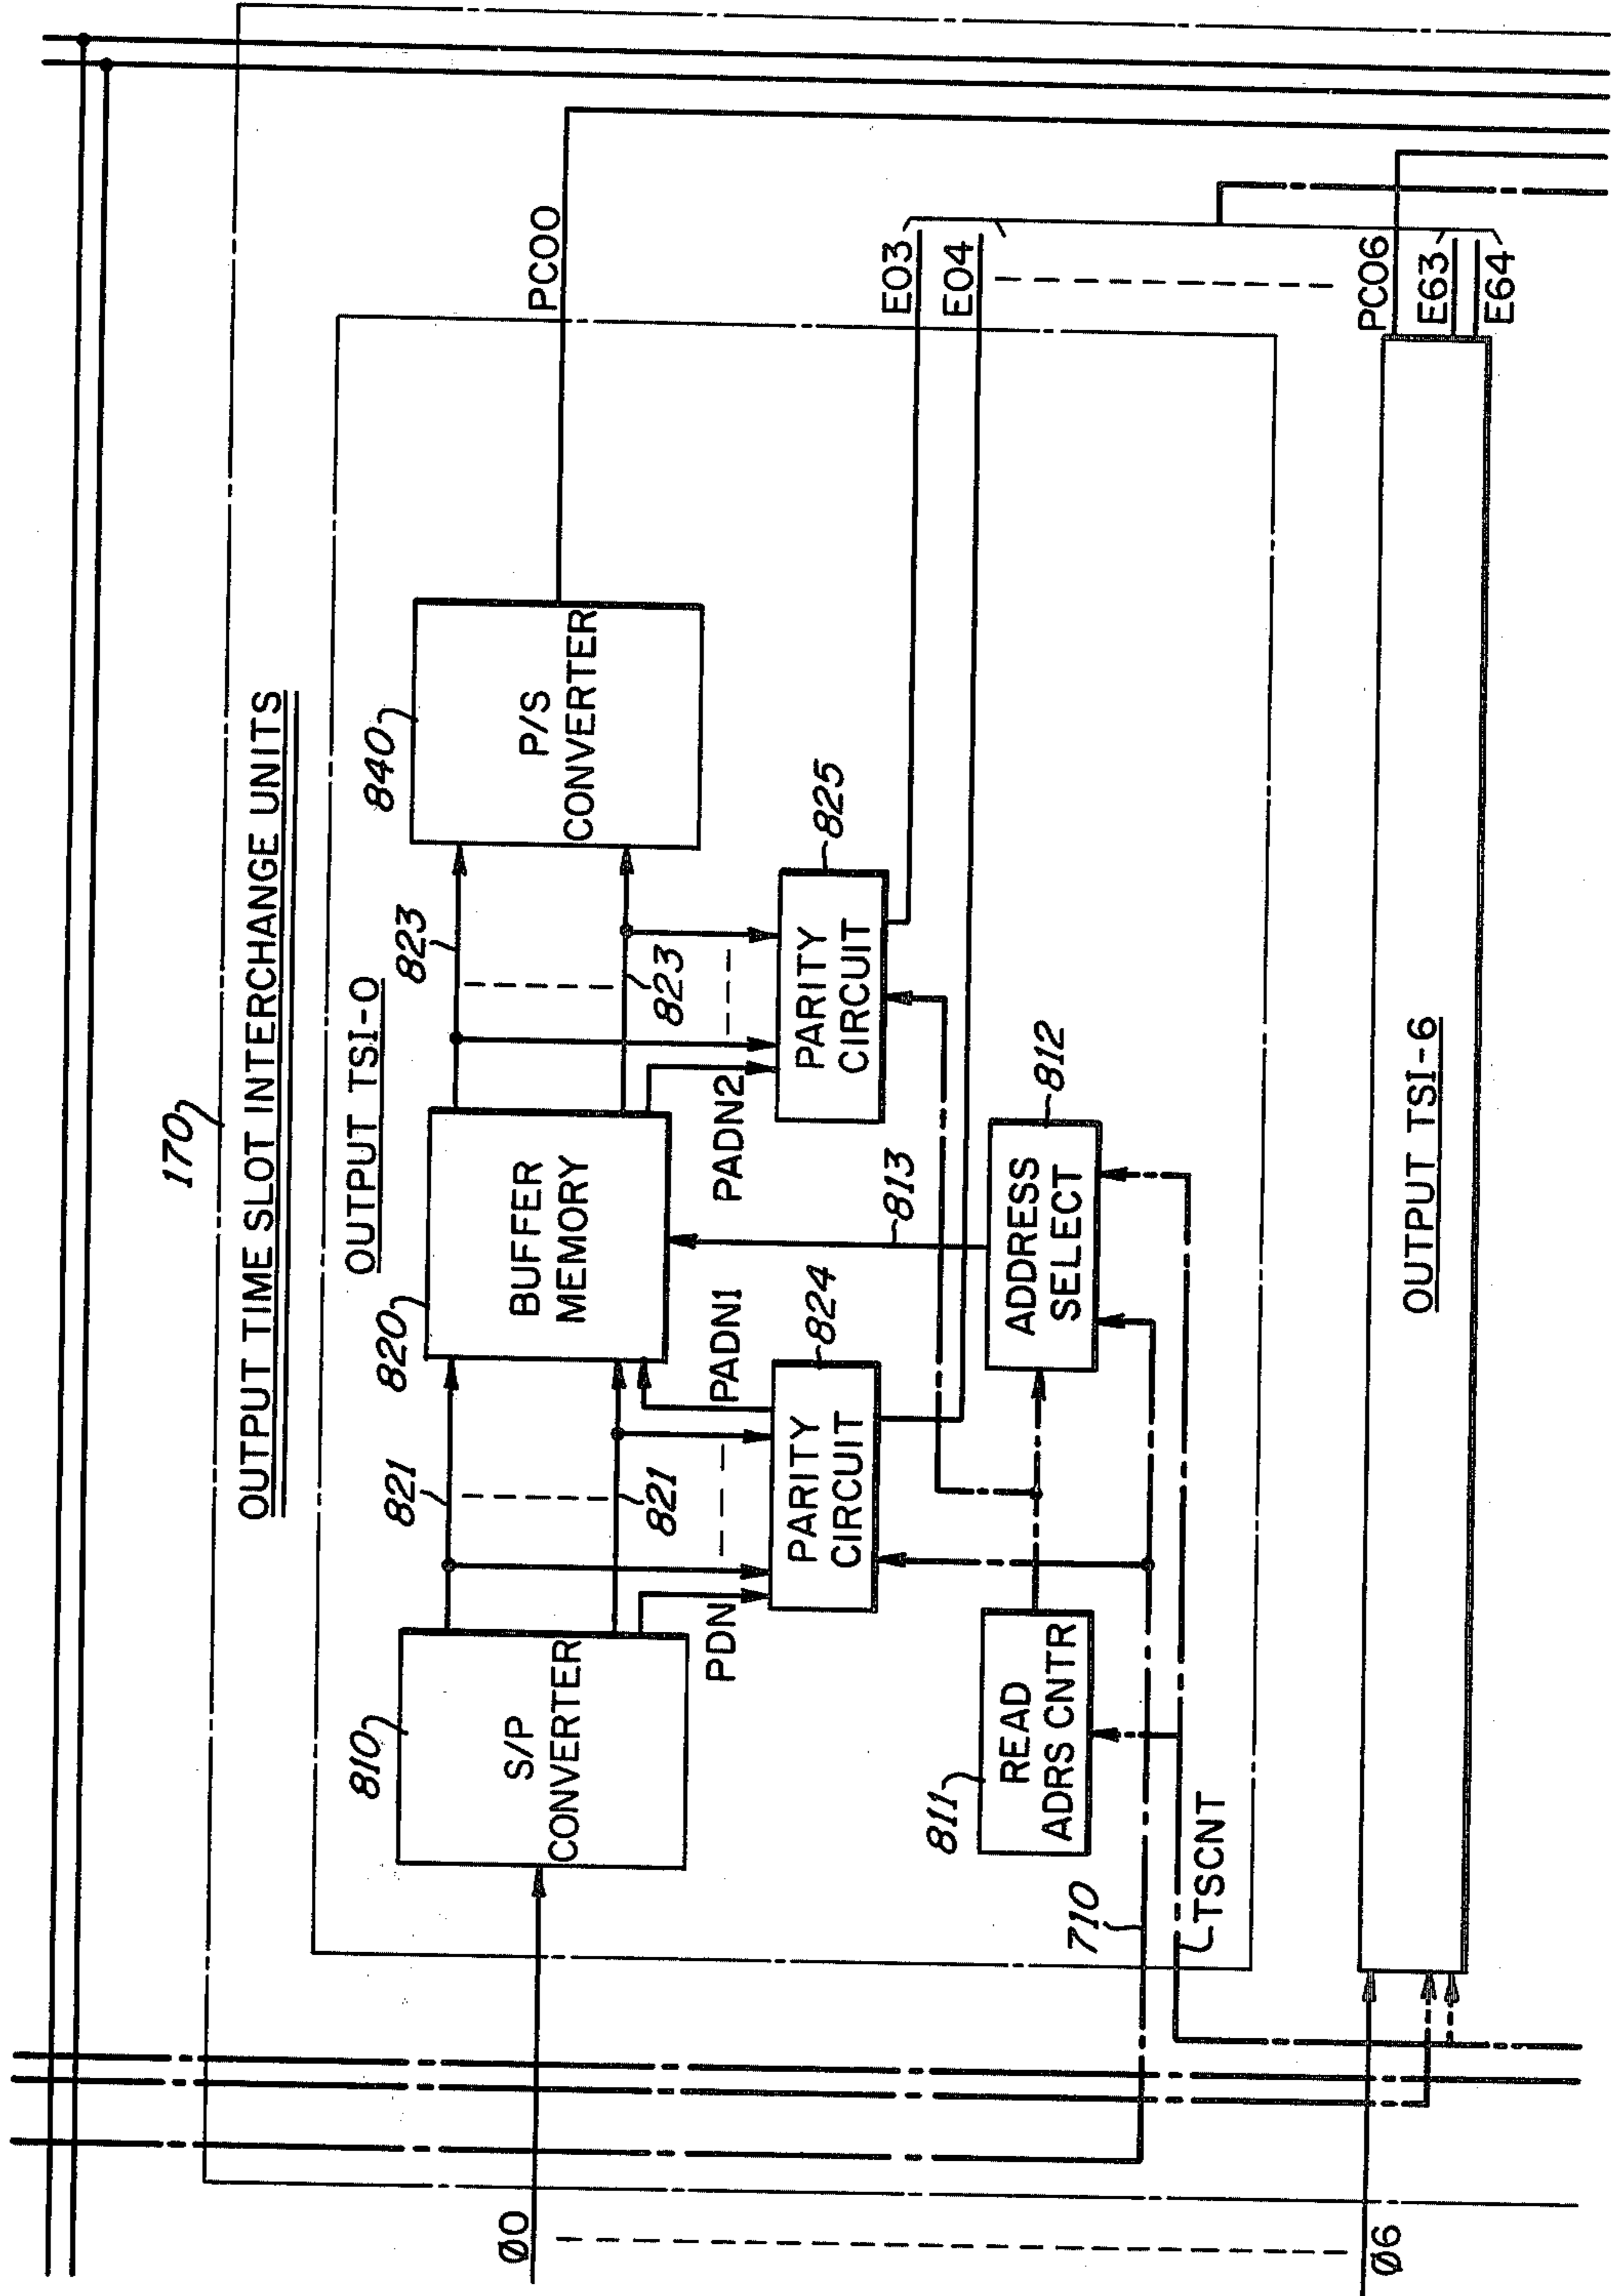 170
OUTPUT TIME SLOT INTERCHANGE UNITS
OUTPUT TSI-0
810
S/P
CONVERTER
821
821
820
BUFFER
MEMORY
823
823
840
P/S
CONVERTER
PC00
PDN
PADN1
PARITY
CIRCUIT
824
PADN2
PARITY
CIRCUIT
825
E03
E04
811
READ
ADRS CNTR
813
ADDRESS
SELECT
812
710
TSCNT
Ø0
Ø6
OUTPUT TSI-6
PC06
E63
E64